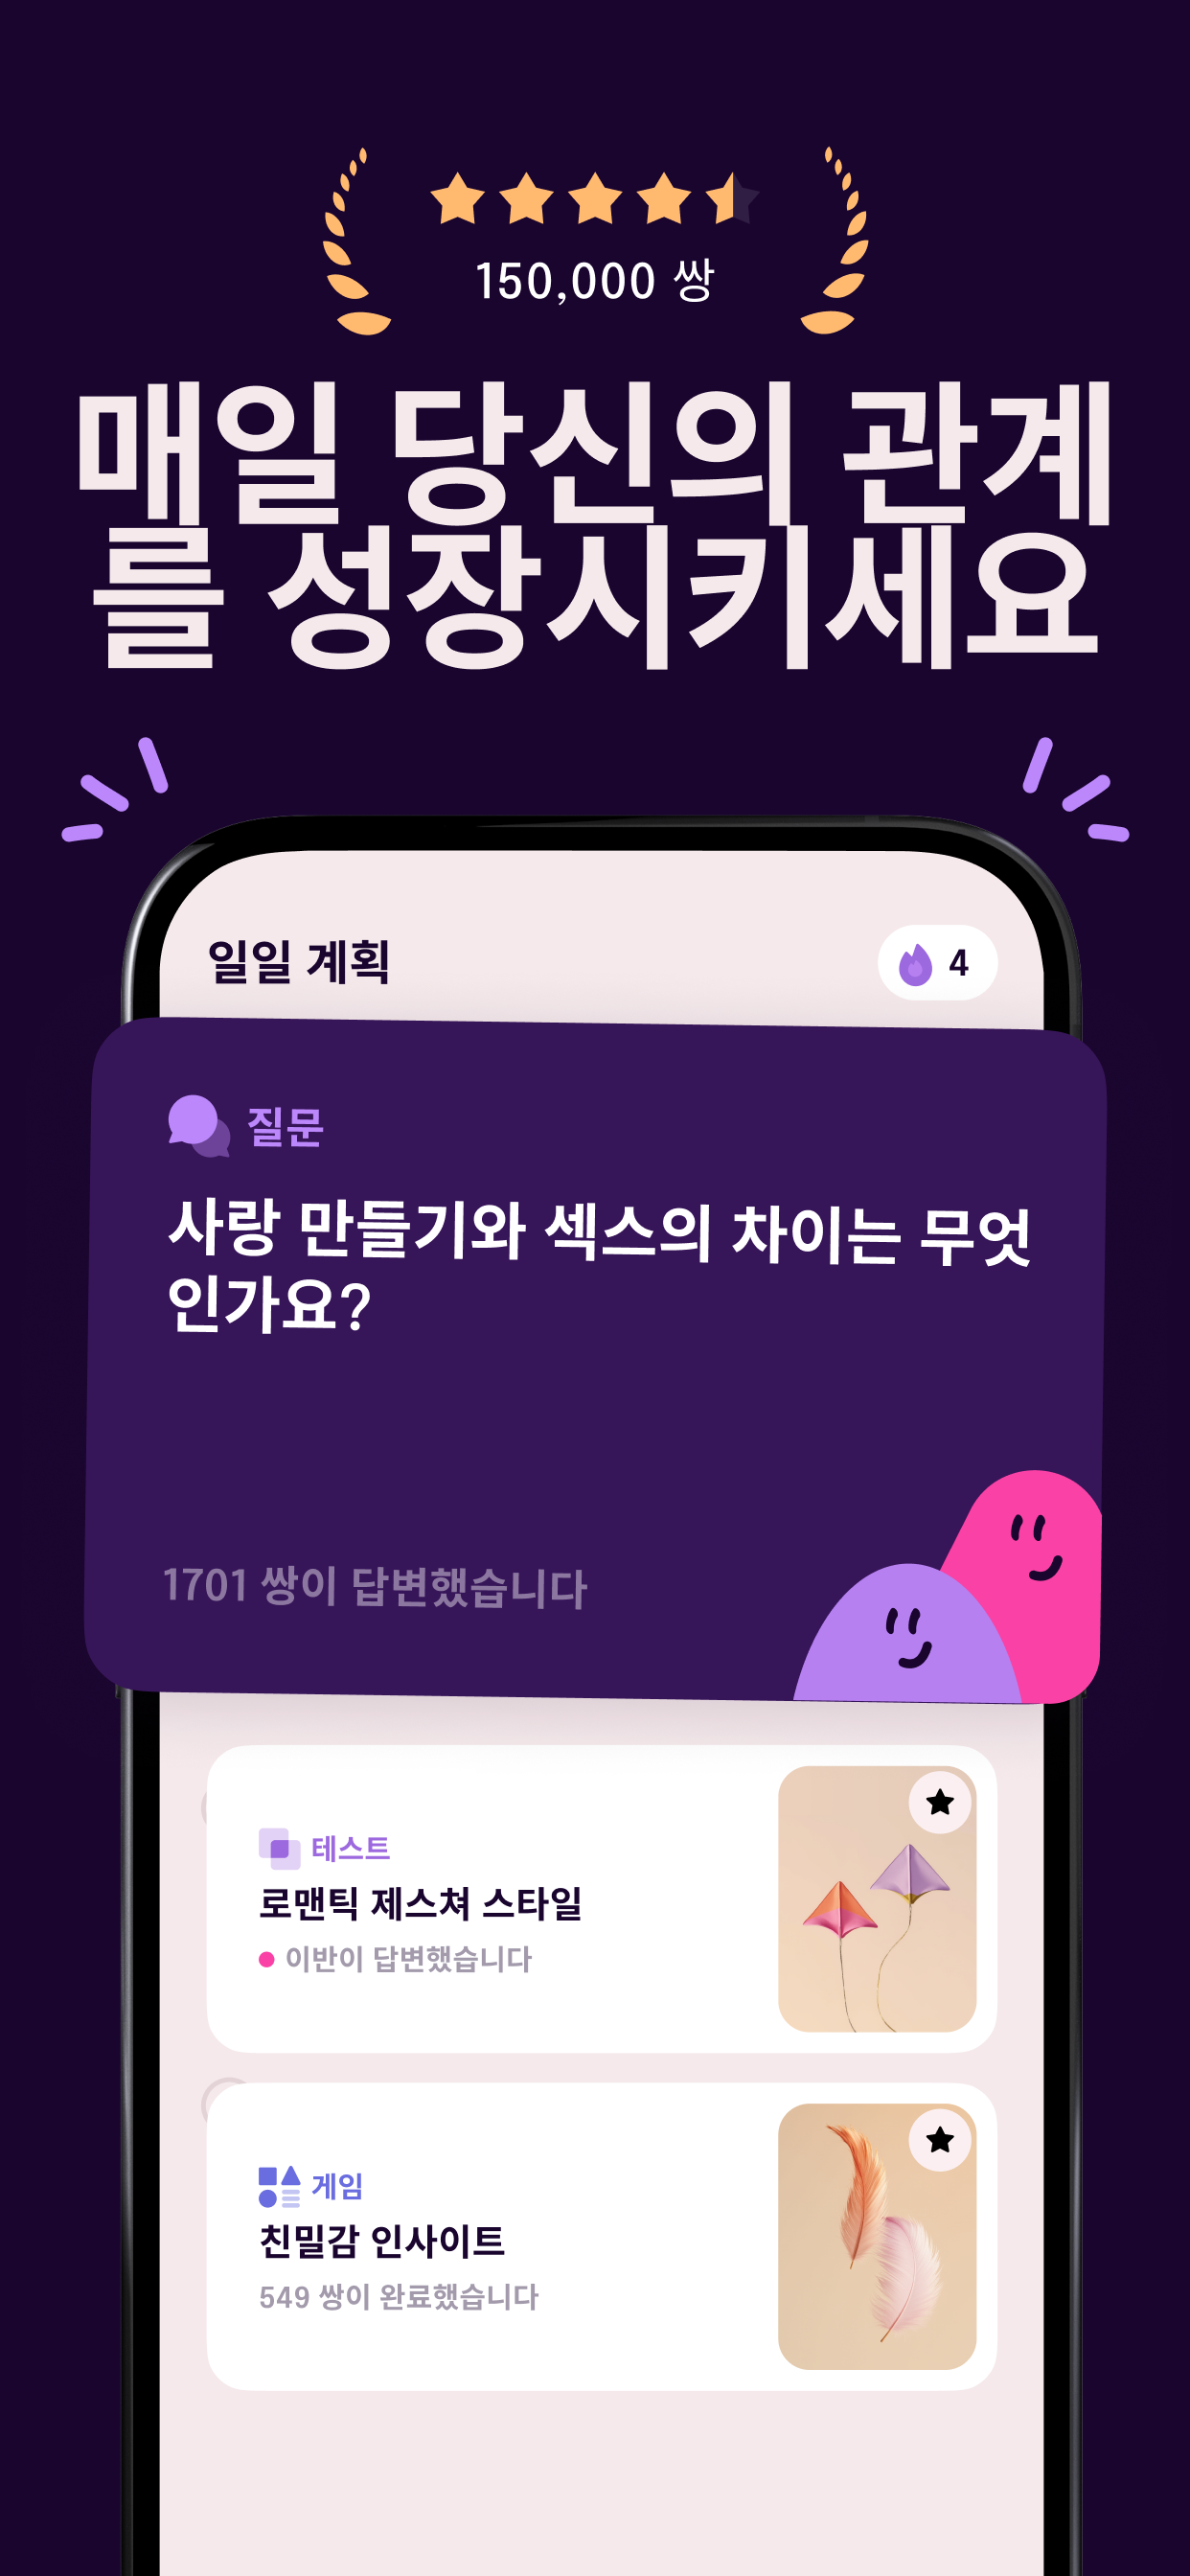 150,000 쌍
매일 당신의 관계
를 성장시키세요
일일 계획
4
질문
사랑 만들기와 섹스의 차이는 무엇
인가요?
1701 쌍이 답변했습니다
테스트
로맨틱 제스쳐 스타일
이반이 답변했습니다
게임
친밀감 인사이트
549 쌍이 완료했습니다